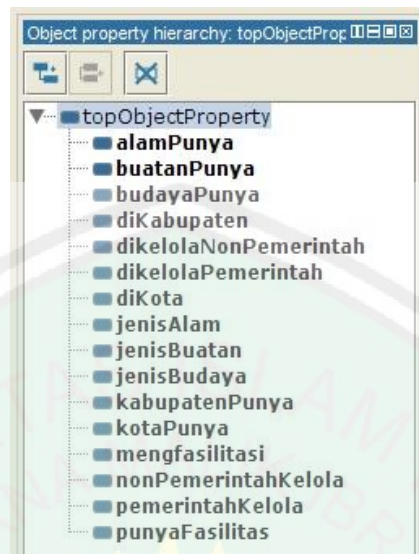 Object property hierarchy: topObjectProp
topObjectProperty
alamPunya
buatanPunya
budayaPunya
diKabupaten
dikelolaNonPemerintah
dikelolaPemerintah
diKota
jenisAlam
jenisBuatan
jenisBudaya
kabupatenPunya
kotaPunya
mengfasilitasi
nonPemerintahKelola
pemerintahKelola
punyaFasilitas